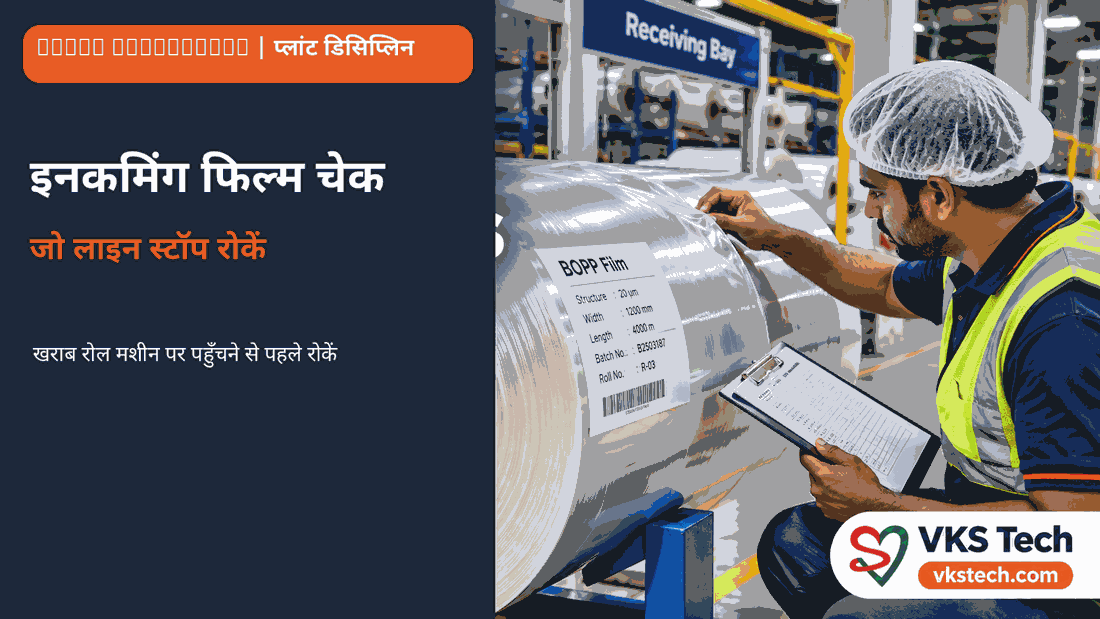 | प्लांट डिसिप्लिन
इनकमिंग फिल्म चेक
जो लाइन स्टॉप रोकें
खराब रोल मशीन पर पहुँचने से पहले रोकें
Receiving Bay
BOPP Film
Structure : 20 µm
Width : 1200 mm
Length : 4000 m
Batch No.. : B2503187
Roll No. : R-03
VKS Tech
vkstech.com